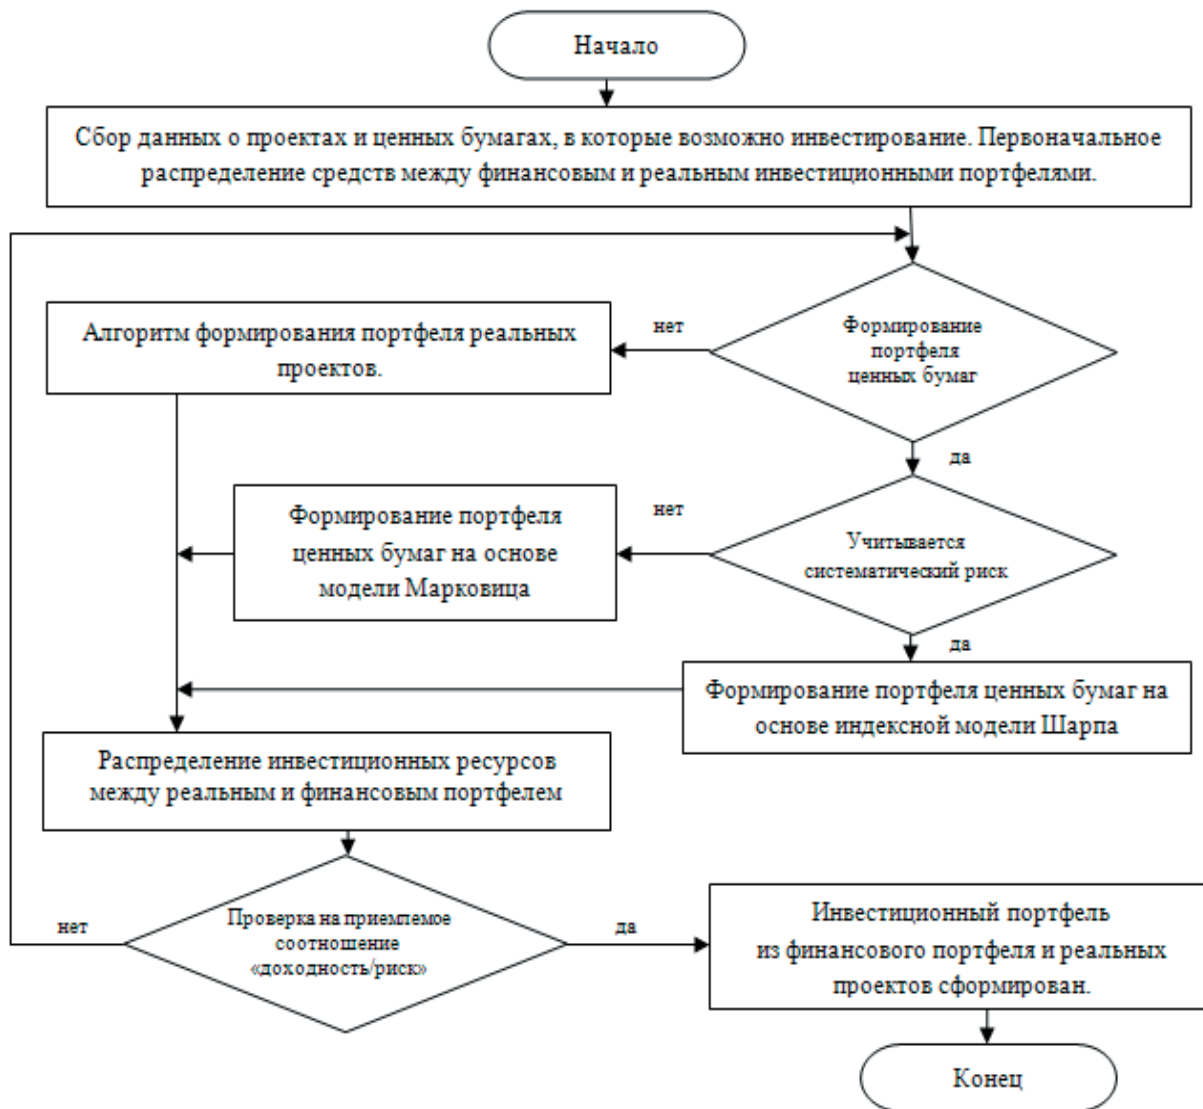 Начало
Сбор данных о проектах и ценных бумагах, в которые возможно инвестирование. Первоначальное
распределение средств между финансовым и реальным инвестиционными портфелями.
Алгоритм формирования портфеля реальных
проектов.
нет
Формирование
портфеля
ценных бумаг
да
Формирование портфеля
ценных бумаг на основе
модели Марковица
нет
Учитывается
систематический риск
да
Формирование портфеля ценных бумаг на
основе индексной модели Шарпа
Распределение инвестиционных ресурсов
между реальным и финансовым портфелем
нет
Проверка на приемлемое
соотношение
«доходность/риск»
да
Инвестиционный портфель
из финансового портфеля и реальных
проектов сформирован.
Конец